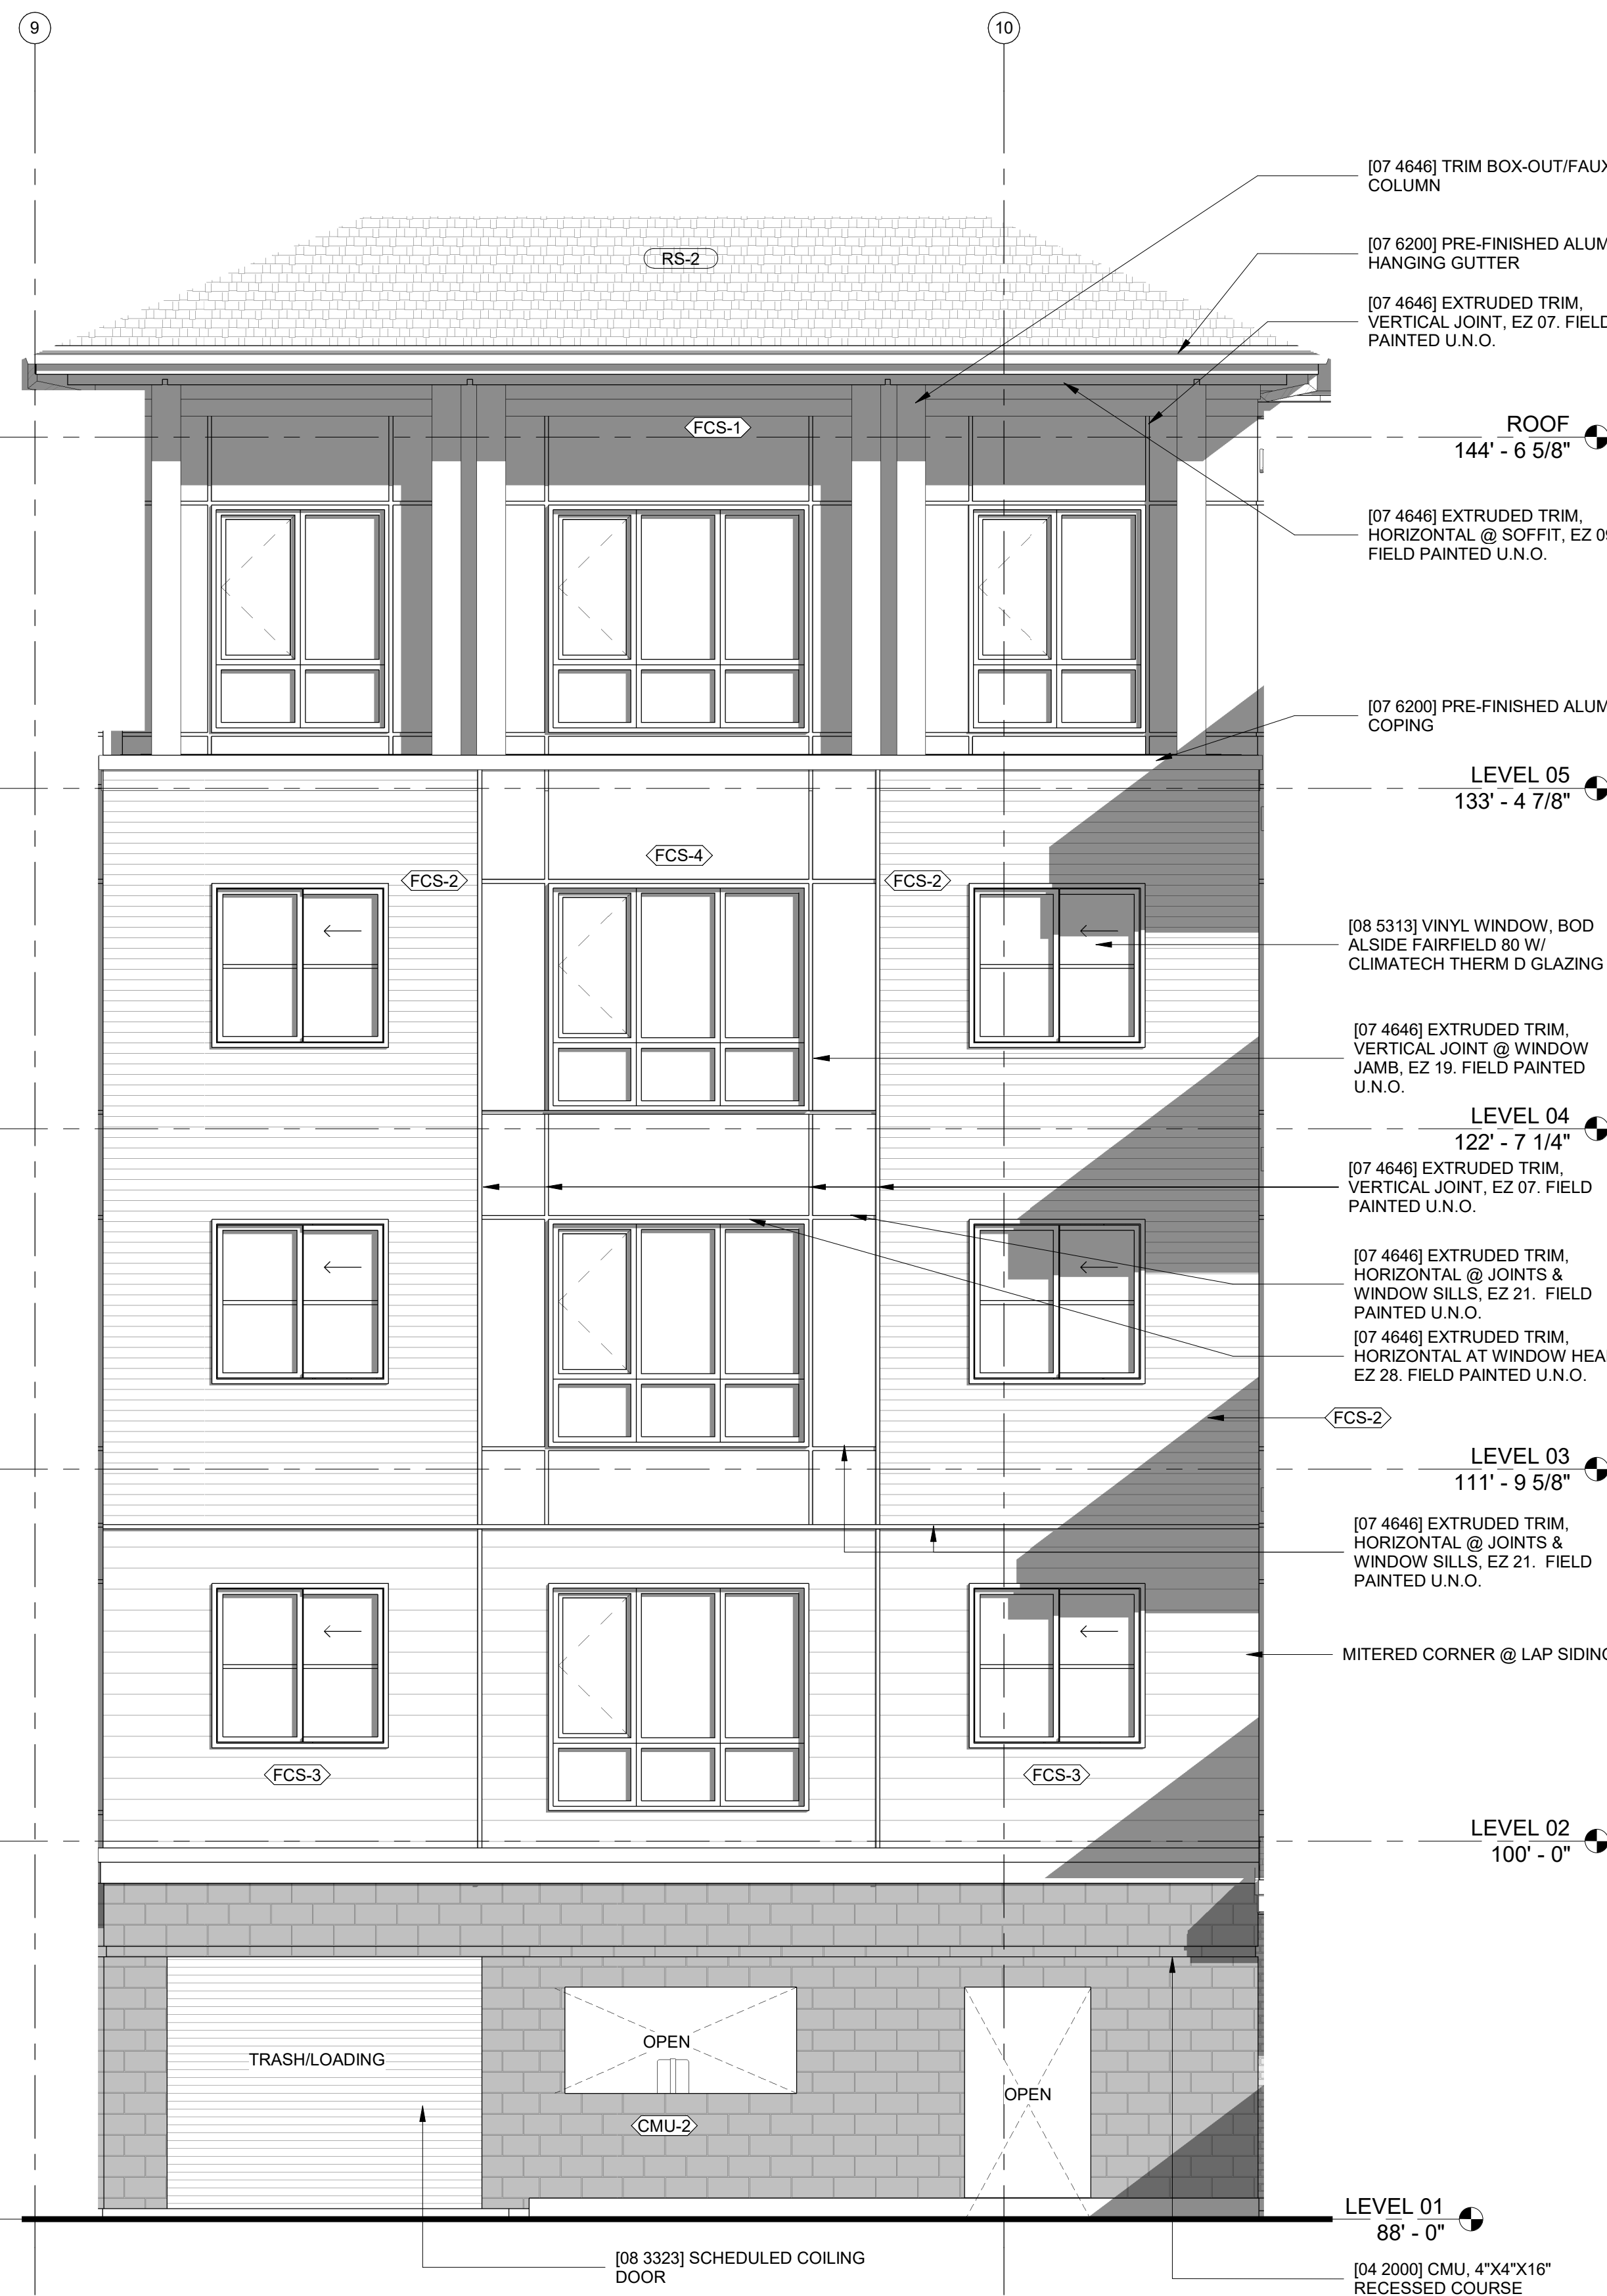 9
10
[07 4646] TRIM BOX-OUT/FAUX
COLUMN
RS-2
[07 6200] PRE-FINISHED ALUM
HANGING GUTTER
[07 4646] EXTRUDED TRIM,
VERTICAL JOINT, EZ 07. FIELD
PAINTED U.N.O.
FCS-1
ROOF
144' - 6 5/8"
[07 4646] EXTRUDED TRIM,
HORIZONTAL @ SOFFIT, EZ 09
FIELD PAINTED U.N.O.
[07 6200] PRE-FINISHED ALUM
COPING
LEVEL 05
133' - 4 7/8"
FCS-4
FCS-2
FCS-2
[08 5313] VINYL WINDOW, BOD
ALSIDE FAIRFIELD 80 W/
CLIMATECH THERM D GLAZING
[07 4646] EXTRUDED TRIM,
VERTICAL JOINT @ WINDOW
JAMB, EZ 19. FIELD PAINTED
U.N.O.
LEVEL 04
122' - 7 1/4"
[07 4646] EXTRUDED TRIM,
VERTICAL JOINT, EZ 07. FIELD
PAINTED U.N.O.
[07 4646] EXTRUDED TRIM,
HORIZONTAL @ JOINTS &
WINDOW SILLS, EZ 21. FIELD
PAINTED U.N.O.
[07 4646] EXTRUDED TRIM,
HORIZONTAL AT WINDOW HEA
EZ 28. FIELD PAINTED U.N.O.
FCS-2
LEVEL 03
111' - 9 5/8"
[07 4646] EXTRUDED TRIM,
HORIZONTAL @ JOINTS &
WINDOW SILLS, EZ 21. FIELD
PAINTED U.N.O.
MITERED CORNER @ LAP SIDING
FCS-3
FCS-3
LEVEL 02
100' - 0"
OPEN
TRASH/LOADING
OPEN
CMU-2
LEVEL 01
88' - 0"
[08 3323] SCHEDULED COILING
DOOR
[04 2000] CMU, 4"X4"X16"
RECESSED COURSE